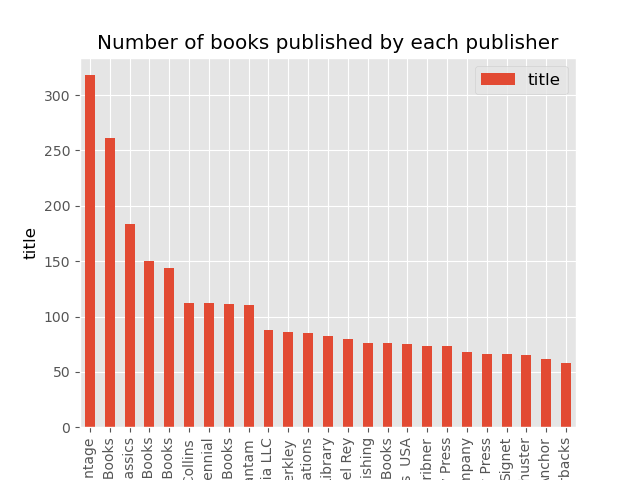 Number of books published by each publisher
title
title
300
250
200
150
100
50
0
ntage
Books
assics
Books
Books
Collins
ennial
Books
antam
ia LLC
erkley
ations
ibrary
el Rey
ishing
Books
s USA
ribner
Press
mpany
Press
Signet
huster
Anchor
rbacks